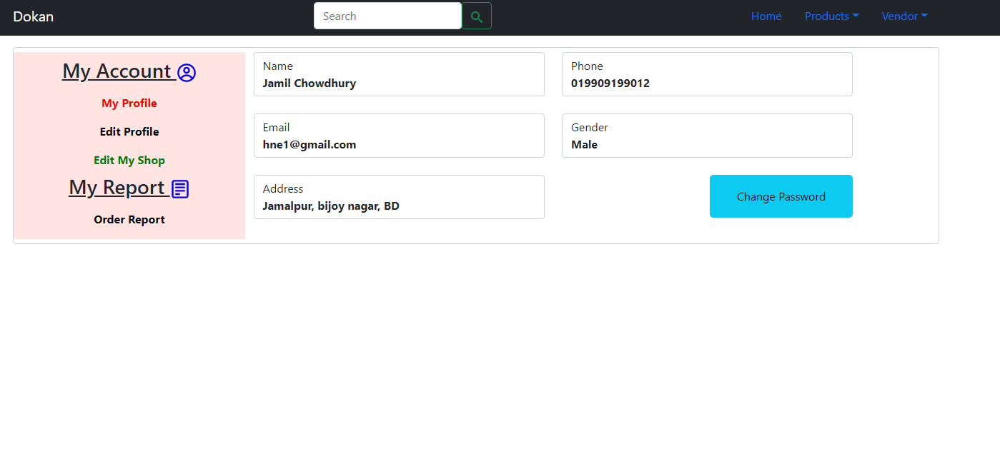 Dokan
Search
Home
Products
Vendor
My Account
My Profile
Edit Profile
Edit My Shop
My Report
Order Report
Name
Jamil Chowdhury
Phone
019909199012
Email
hne1@gmail.com
Gender
Male
Address
Jamalpur, bijoy nagar, BD
Change Password